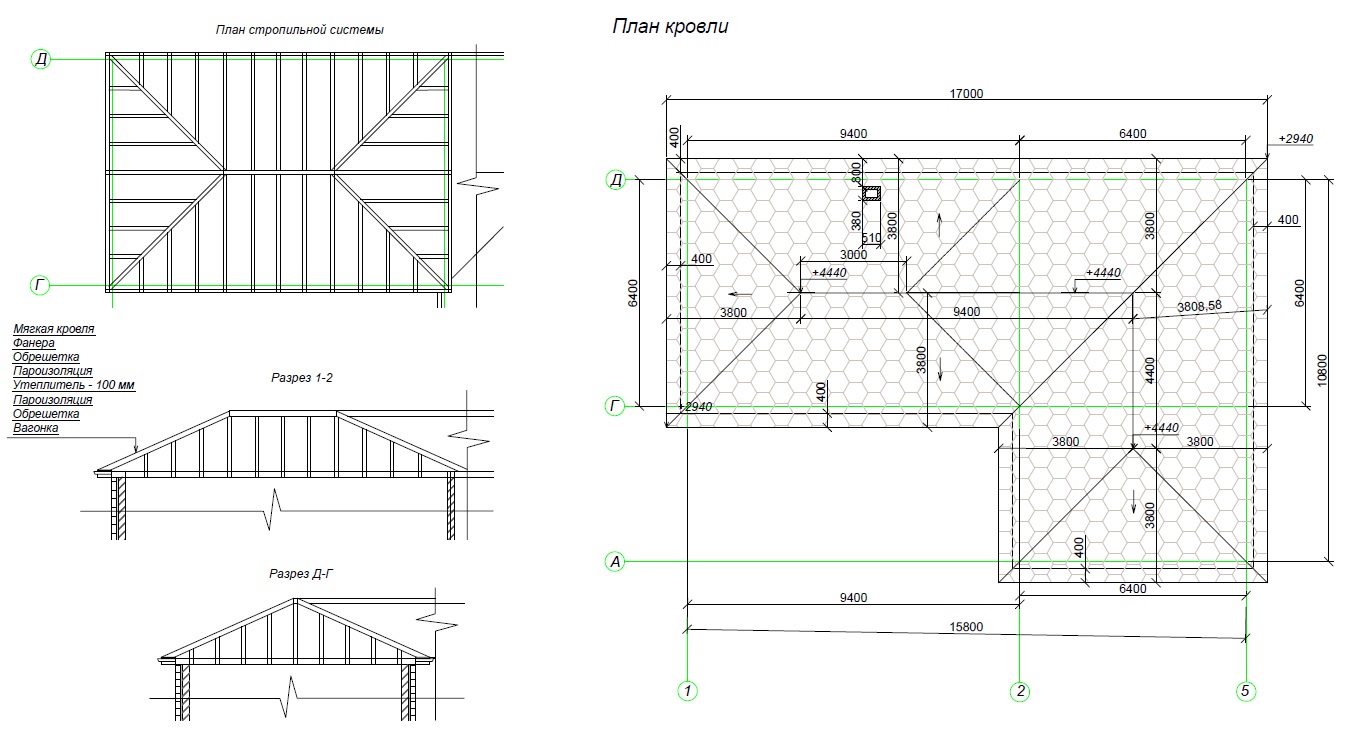 План стропильной системы
Д
Г
Мягкая кровля
Фанера
Обрешетка
Пароизоляция
Утеплитель - 100 мм
Пароизоляция
Обрешетка
Вагонка
Разрез 1-2
Разрез Д-Г
План кровли
17000
9400
6400
400
+2940
Д
800
380
510
3800
3800
400
3000
400
+4440
+4440
6400
3800
9400
3808,58
6400
10800
3800
4400
400
Г
+2940
+4440
3800
3800
3800
400
А
9400
6400
15800
1
2
5